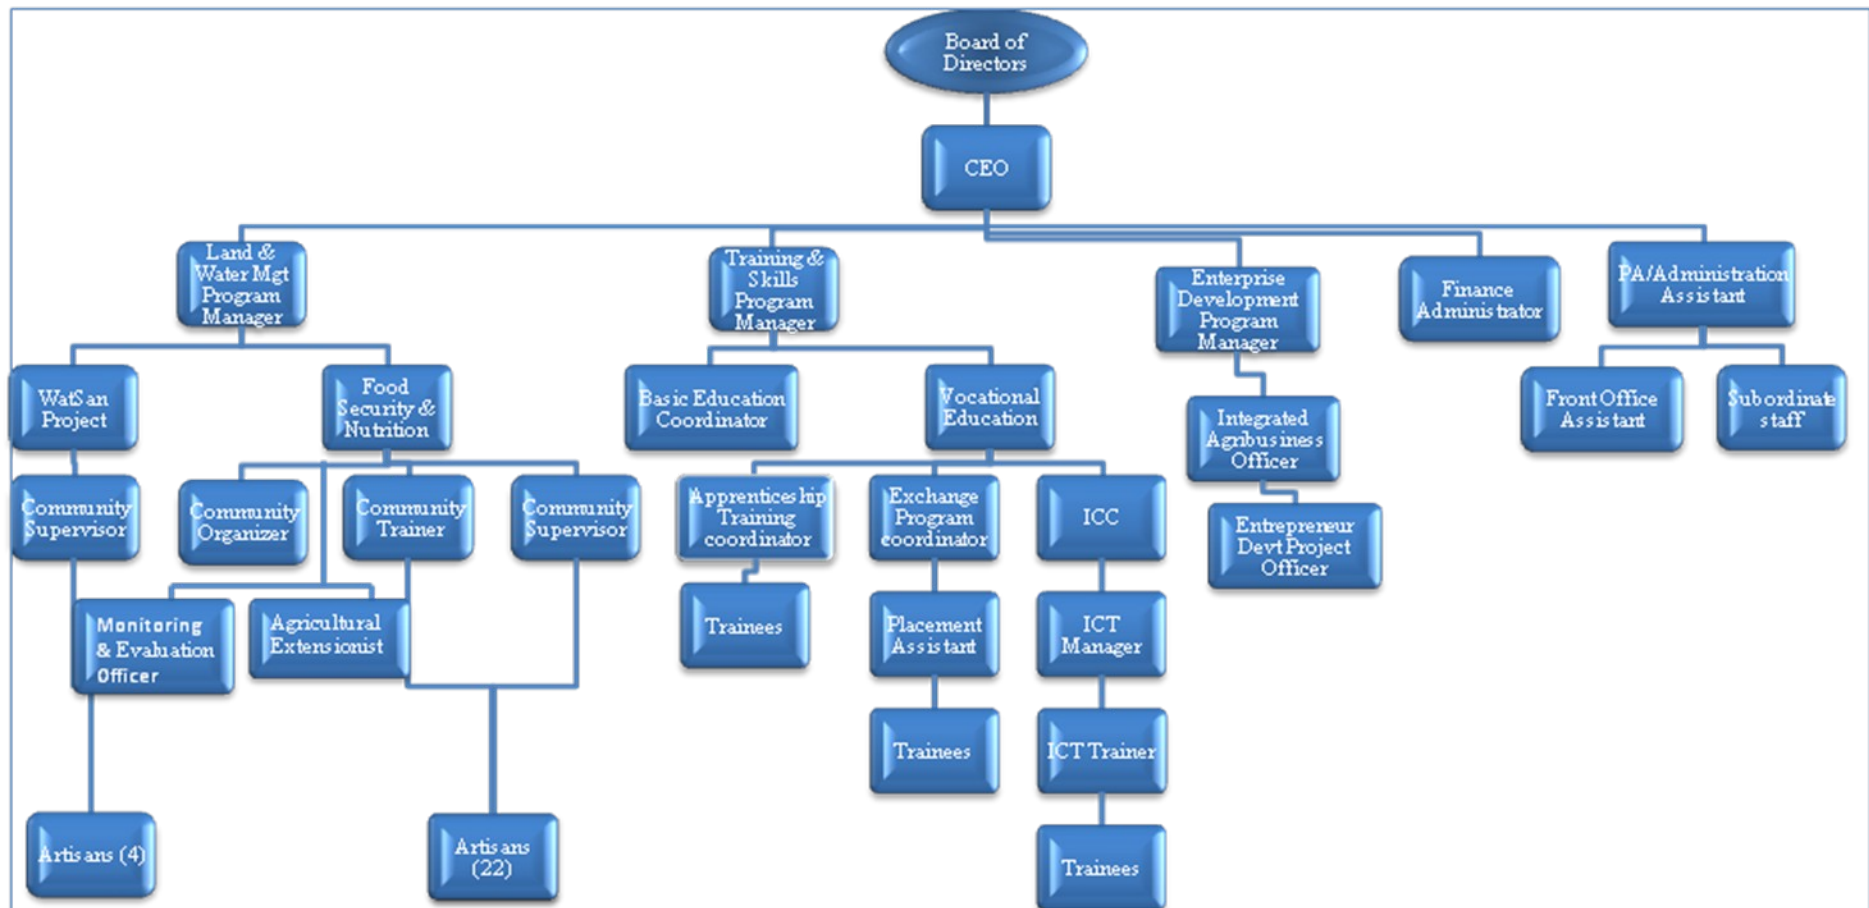 Board of
Directors
CEO
Land &
Water Mgt
Program
Manager
Training &
Skills
Program
Manager
Enterprise
Development
Program
Manager
Finance
Administrator
PA/Administration
Assistant
WatSan
Project
Food
Security &
Nutrition
Basic Education
Coordinator
Vocational
Education
Integrated
Agribusiness
Officer
Front Office
Assistant
Subordinate
staff
Community
Supervisor
Community
Organizer
Community
Trainer
Community
Supervisor
Apprenticeship
Training
coordinator
Exchange
Program
coordinator
ICC
Entrepreneur
Devt Project
Officer
Monitoring
& Evaluation
Officer
Agricultural
Extensionist
Trainees
Placement
Assistant
ICT
Manager
Trainees
ICT Trainer
Artisans (4)
Artisans
(22)
Trainees